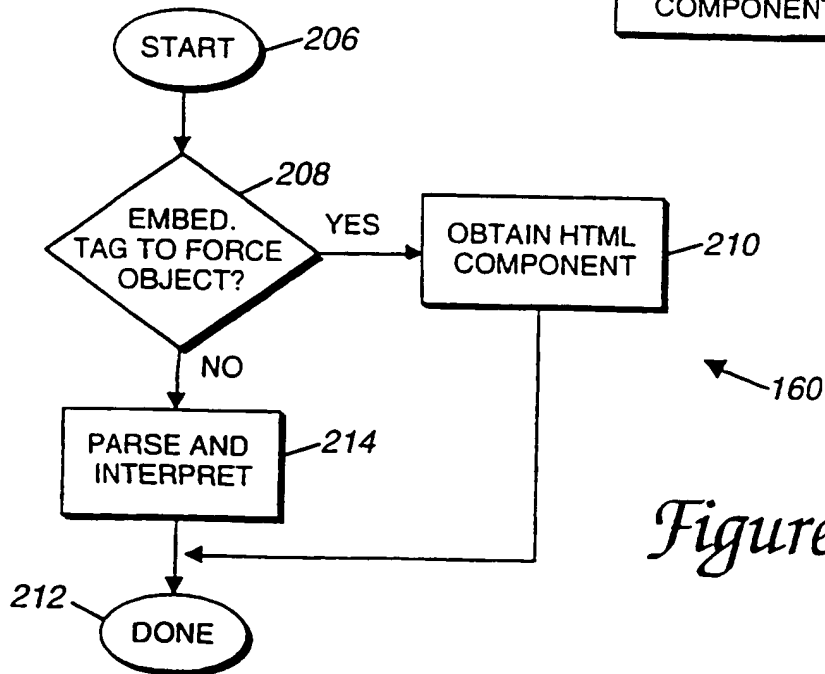 COMPONENT
START
206
208
EMBED.
TAG TO FORCE
OBJECT?
YES
OBTAIN HTML
COMPONENT
210
NO
160
PARSE AND
INTERPRET
214
Figure
212
DONE